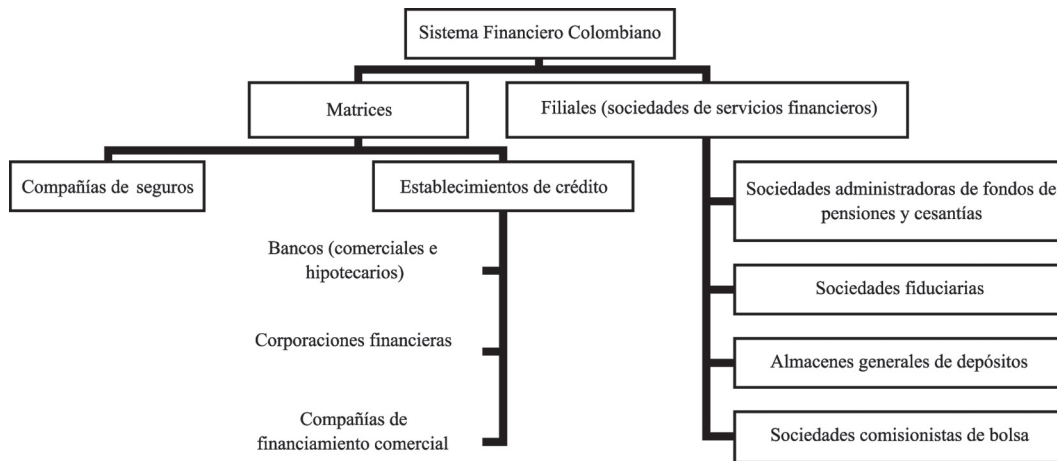 Sistema Financiero Colombiano
Matrices
Filiales (sociedades de servicios financieros)
Compañías de seguros
Establecimientos de crédito
Bancos (comerciales e
hipotecarios)
Corporaciones financieras
Compañías de
financiamiento comercial
Sociedades administradoras de fondos de
pensiones y cesantías
Sociedades fiduciarias
Almacenes generales de depósitos
Sociedades comisionistas de bolsa